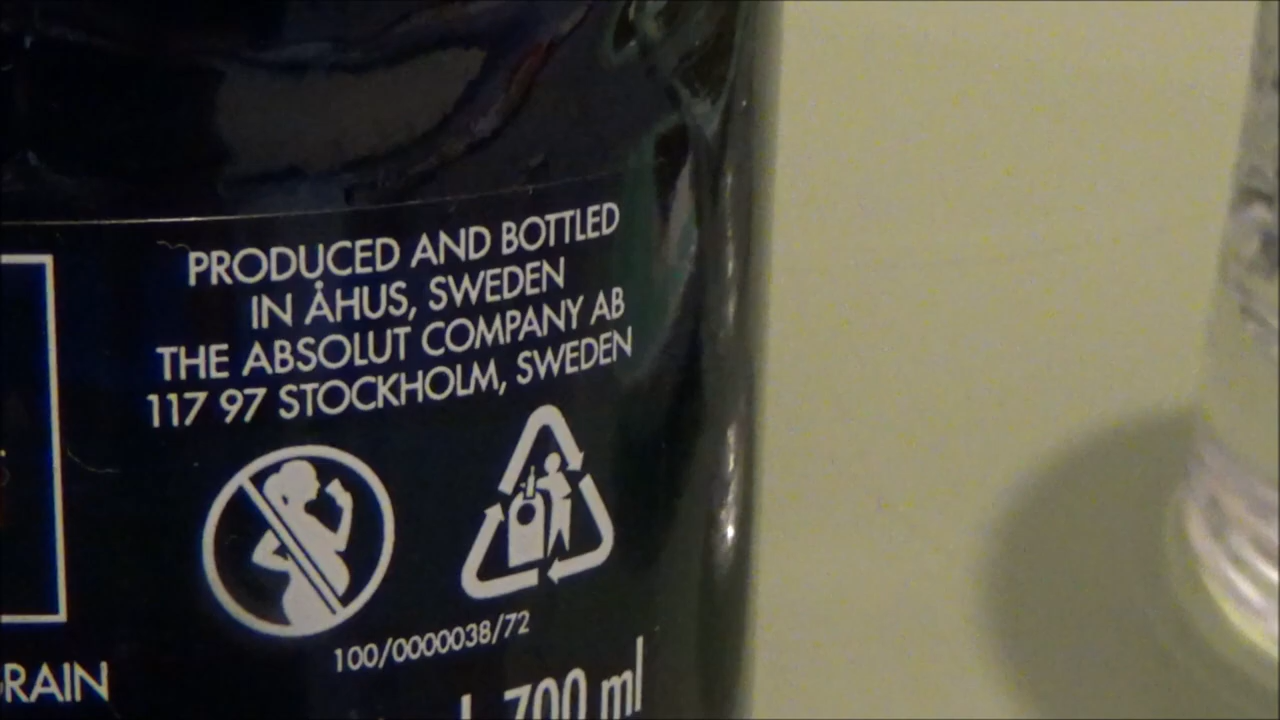 PRODUCED AND BOTTLED
IN ÅHUS, SWEDEN
THE ABSOLUT COMPANY AB
117 97 STOCKHOLM, SWEDEN
100/0000038/72
700 ml